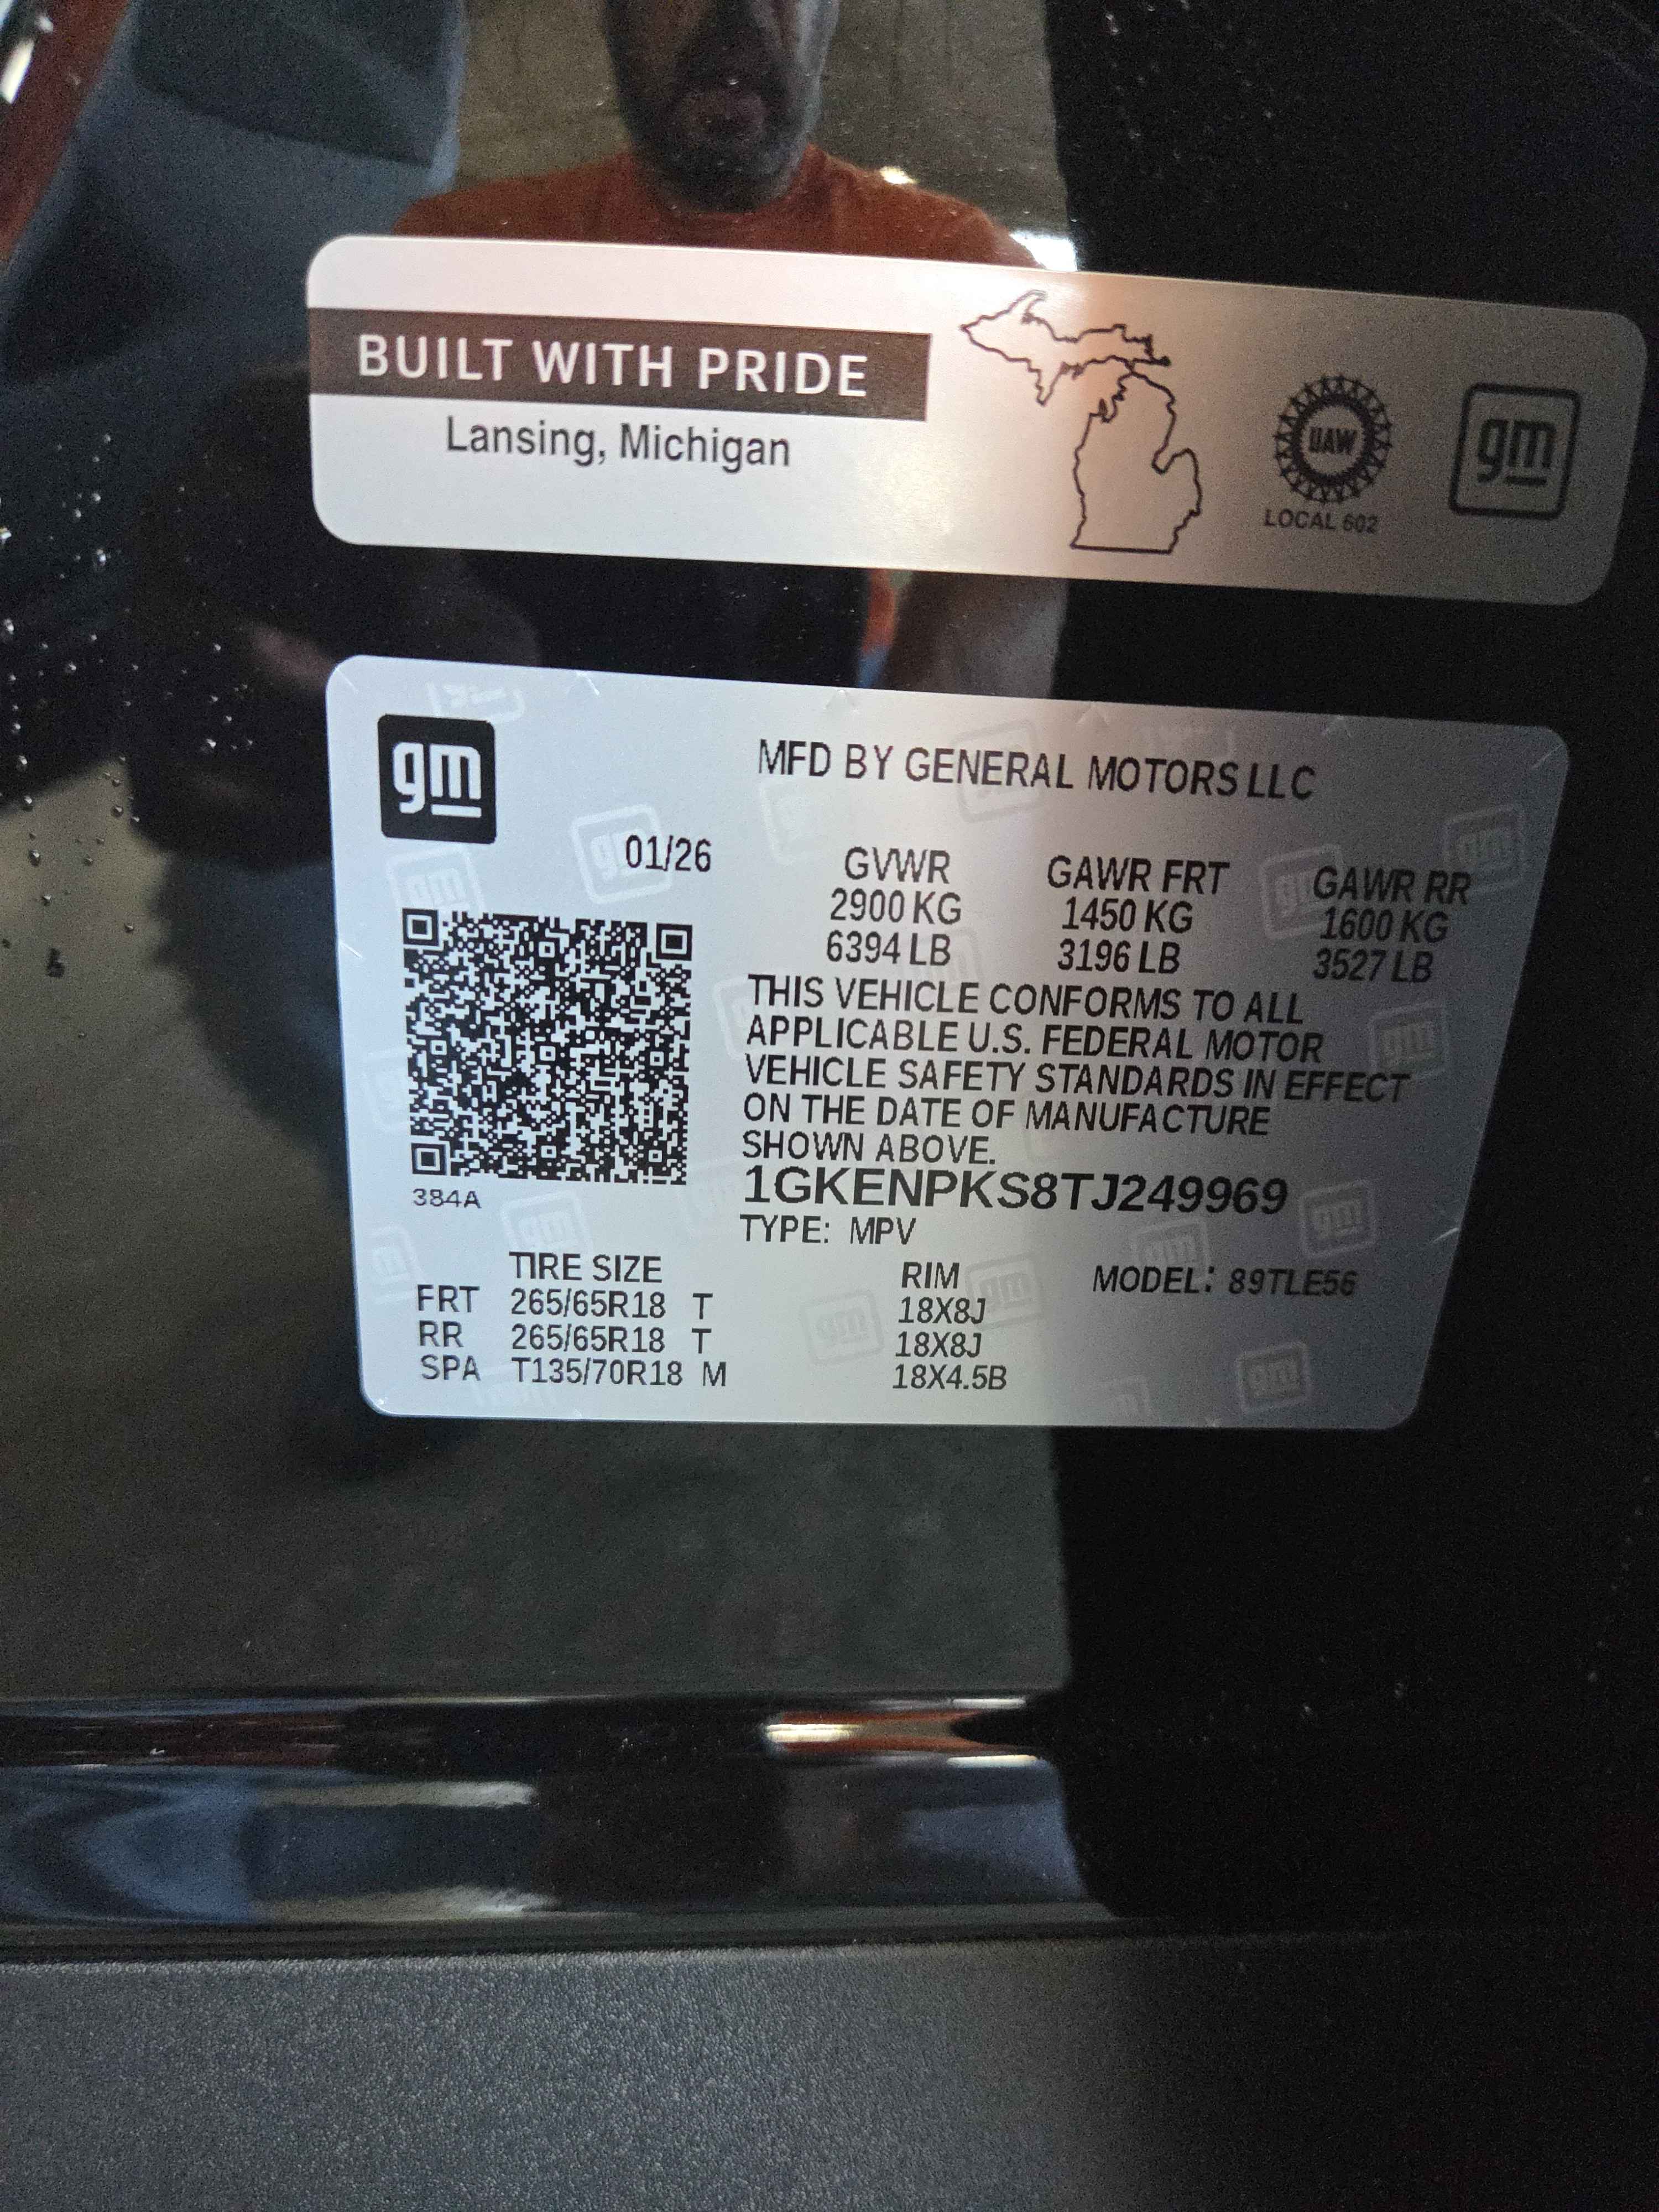 BUILT WITH PRIDE
Lansing, Michigan
UAW
LOCAL 602
gm
gm
MFD BY GENERAL MOTORS LLC
01/26
GVWR GAWR FRT GAWR RR
2900 KG 1450 KG 1600 KG
6394 LB 3196 LB 3527 LB
THIS VEHICLE CONFORMS TO ALL
APPLICABLE U.S. FEDERAL MOTOR
VEHICLE SAFETY STANDARDS IN EFFECT
ON THE DATE OF MANUFACTURE
SHOWN ABOVE.
1GKENPKS8TJ249969
384A
TYPE: MPV
TIRE SIZE RIM MODEL: 89TLE56
FRT 265/65R18 T 18X8J
RR 265/65R18 T 18X8J
SPA T135/70R18 M 18X4.5B